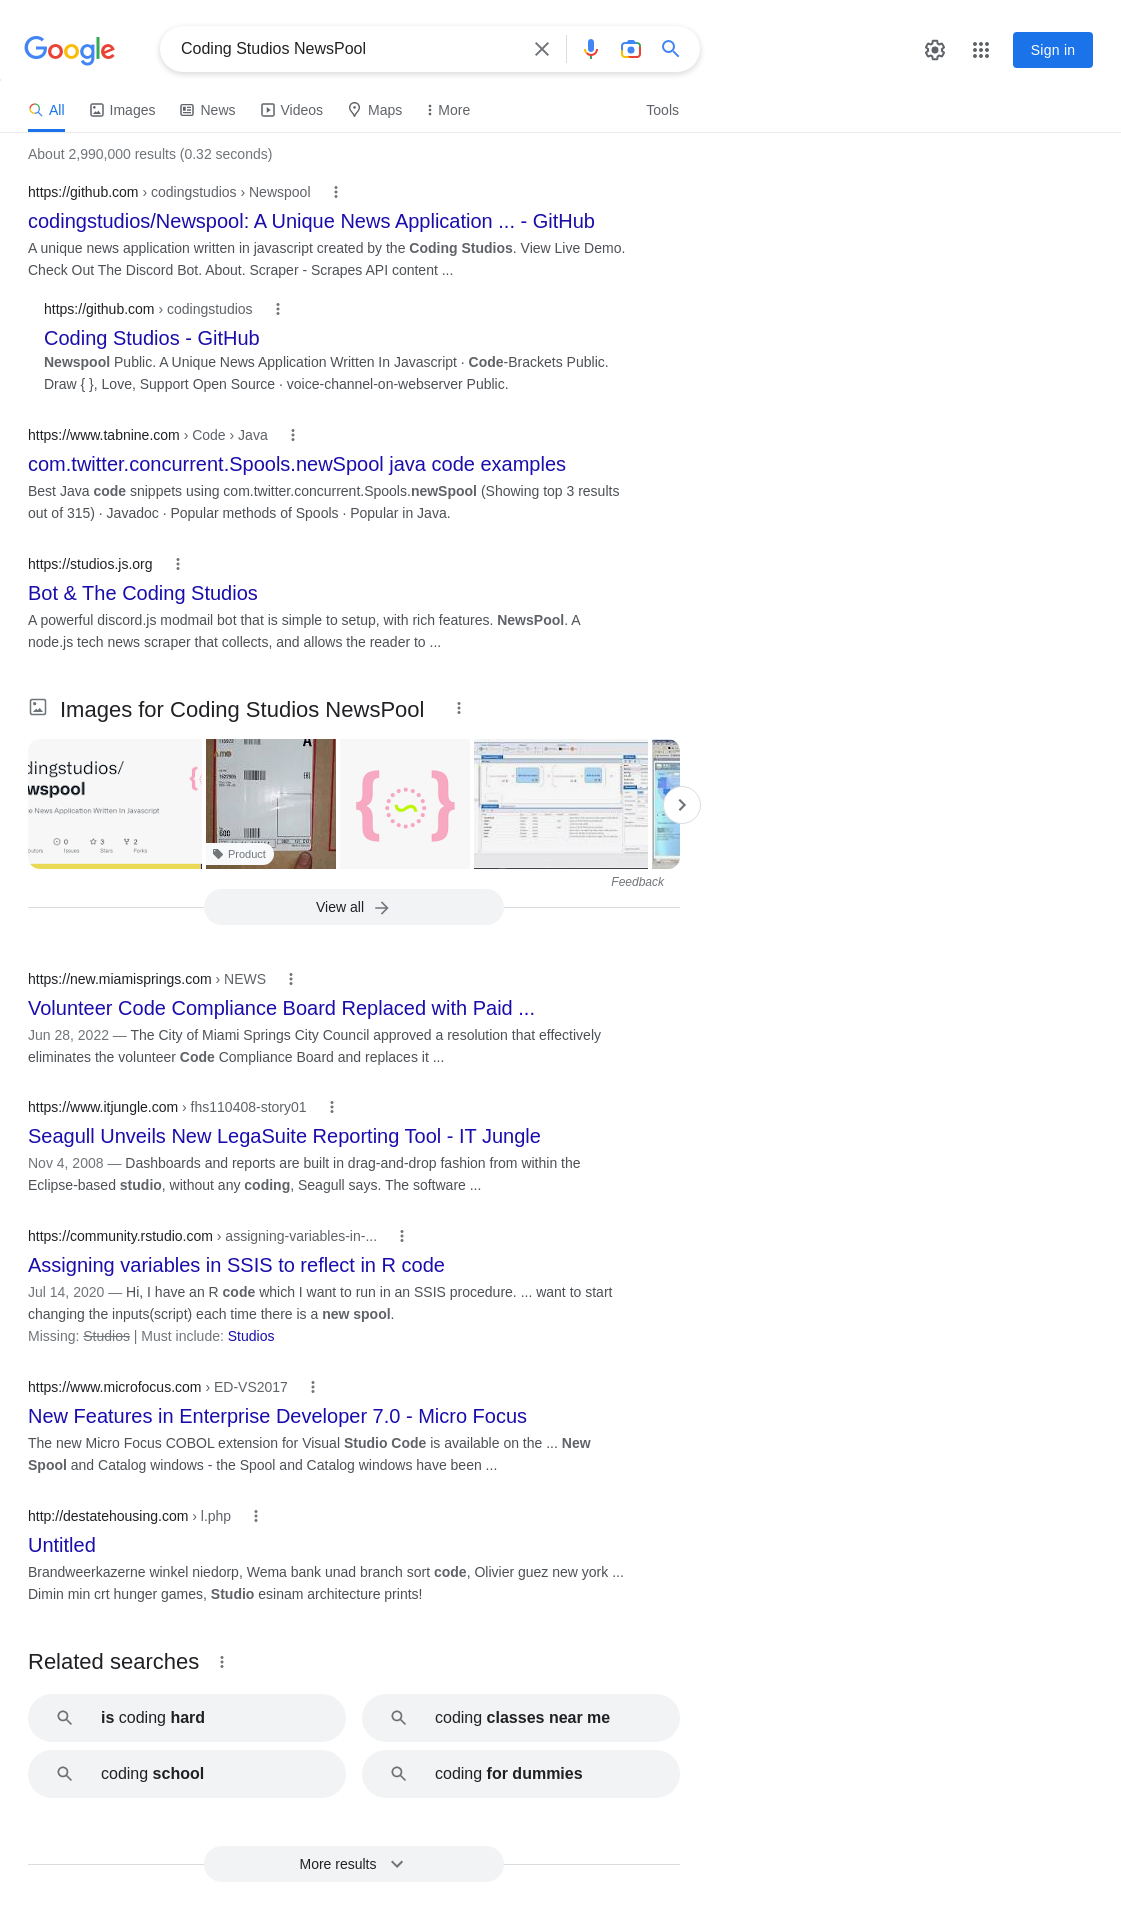 Google
Coding Studios NewsPool
Sign in
All
Images
News
Videos
Maps
More
Tools
About 2,990,000 results (0.32 seconds)
https://github.com › codingstudios › Newspool
codingstudios/Newspool: A Unique News Application ... - GitHub
A unique news application written in javascript created by the Coding Studios. View Live Demo.
Check Out The Discord Bot. About. Scraper - Scrapes API content ...
https://github.com › codingstudios
Coding Studios - GitHub
Newspool Public. A Unique News Application Written In Javascript · Code-Brackets Public.
Draw { }, Love, Support Open Source · voice-channel-on-webserver Public.
https://www.tabnine.com › Code › Java
com.twitter.concurrent.Spools.newSpool java code examples
Best Java code snippets using com.twitter.concurrent.Spools.newSpool (Showing top 3 results
out of 315) · Javadoc · Popular methods of Spools · Popular in Java.
https://studios.js.org
Bot & The Coding Studios
A powerful discord.js modmail bot that is simple to setup, with rich features. NewsPool. A
node.js tech news scraper that collects, and allows the reader to ...
Images for Coding Studios NewsPool
dingstudios/
wspool
e News Application Written In Javascript
0
3
2
Issues
Stars
Forks
Product
Feedback
View all
https://new.miamisprings.com › NEWS
Volunteer Code Compliance Board Replaced with Paid ...
Jun 28, 2022 — The City of Miami Springs City Council approved a resolution that effectively
eliminates the volunteer Code Compliance Board and replaces it ...
https://www.itjungle.com › fhs110408-story01
Seagull Unveils New LegaSuite Reporting Tool - IT Jungle
Nov 4, 2008 — Dashboards and reports are built in drag-and-drop fashion from within the
Eclipse-based studio, without any coding, Seagull says. The software ...
https://community.rstudio.com › assigning-variables-in-...
Assigning variables in SSIS to reflect in R code
Jul 14, 2020 — Hi, I have an R code which I want to run in an SSIS procedure. ... want to start
changing the inputs(script) each time there is a new spool.
Missing: Studios | Must include: Studios
https://www.microfocus.com › ED-VS2017
New Features in Enterprise Developer 7.0 - Micro Focus
The new Micro Focus COBOL extension for Visual Studio Code is available on the ... New
Spool and Catalog windows - the Spool and Catalog windows have been ...
http://destatehousing.com › l.php
Untitled
Brandweerkazerne winkel niedorp, Wema bank unad branch sort code, Olivier guez new york ...
Dimin min crt hunger games, Studio esinam architecture prints!
Related searches
is coding hard
coding classes near me
coding school
coding for dummies
More results